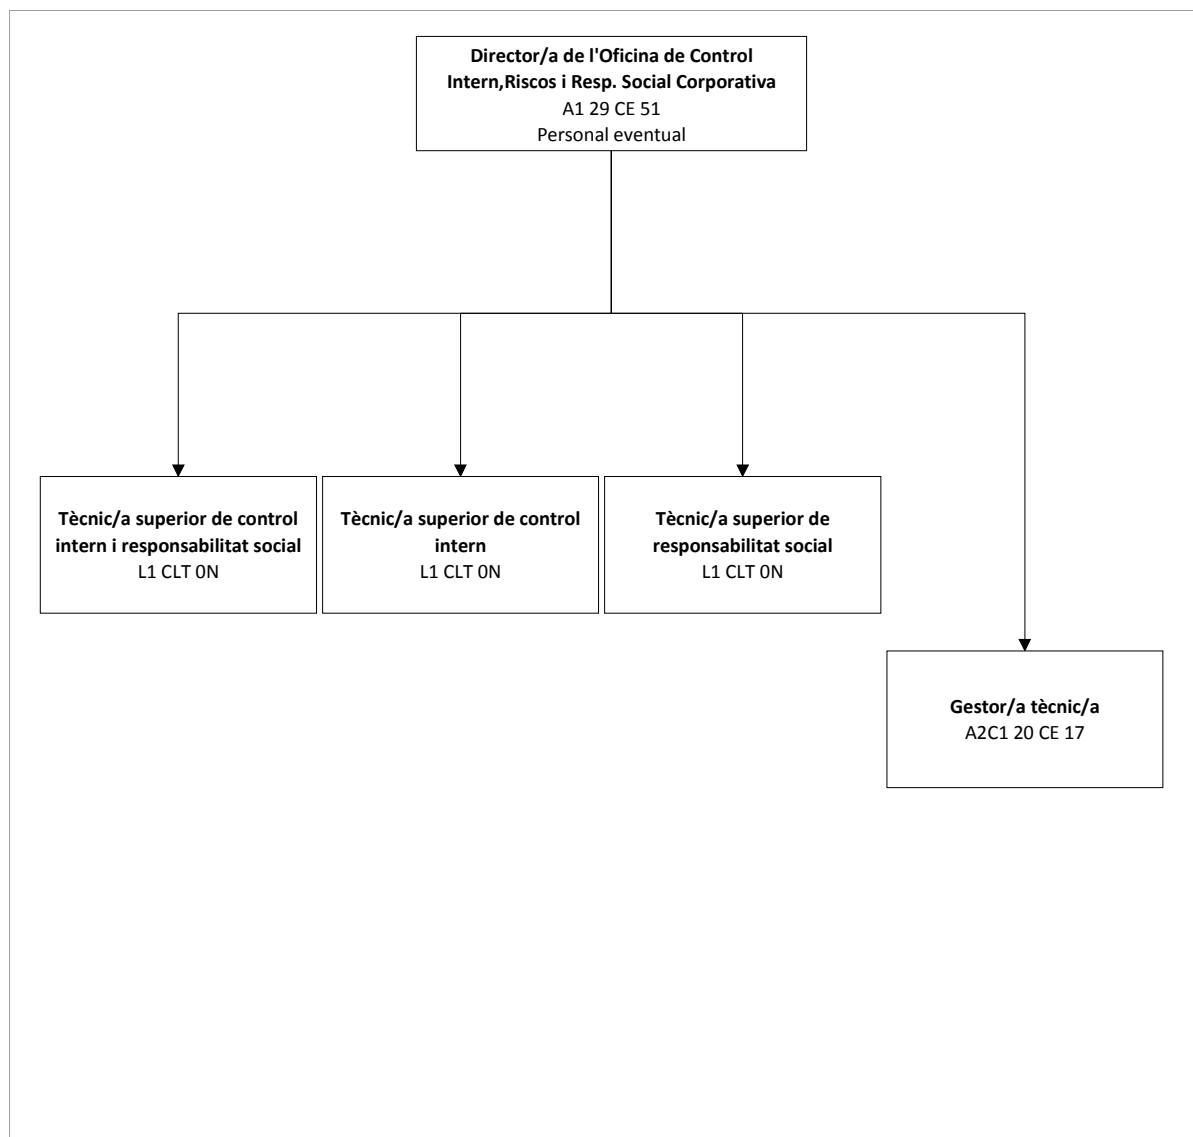 Director/a de l'Oficina de Control
Intern,Riscos i Resp. Social Corporativa
A1 29 CE 51
Personal eventual
Tècnic/a superior de control
intern i responsabilitat social
L1 CLT 0N
Tècnic/a superior de control
intern
L1 CLT 0N
Tècnic/a superior de
responsabilitat social
L1 CLT 0N
Gestor/a tècnic/a
A2C1 20 CE 17